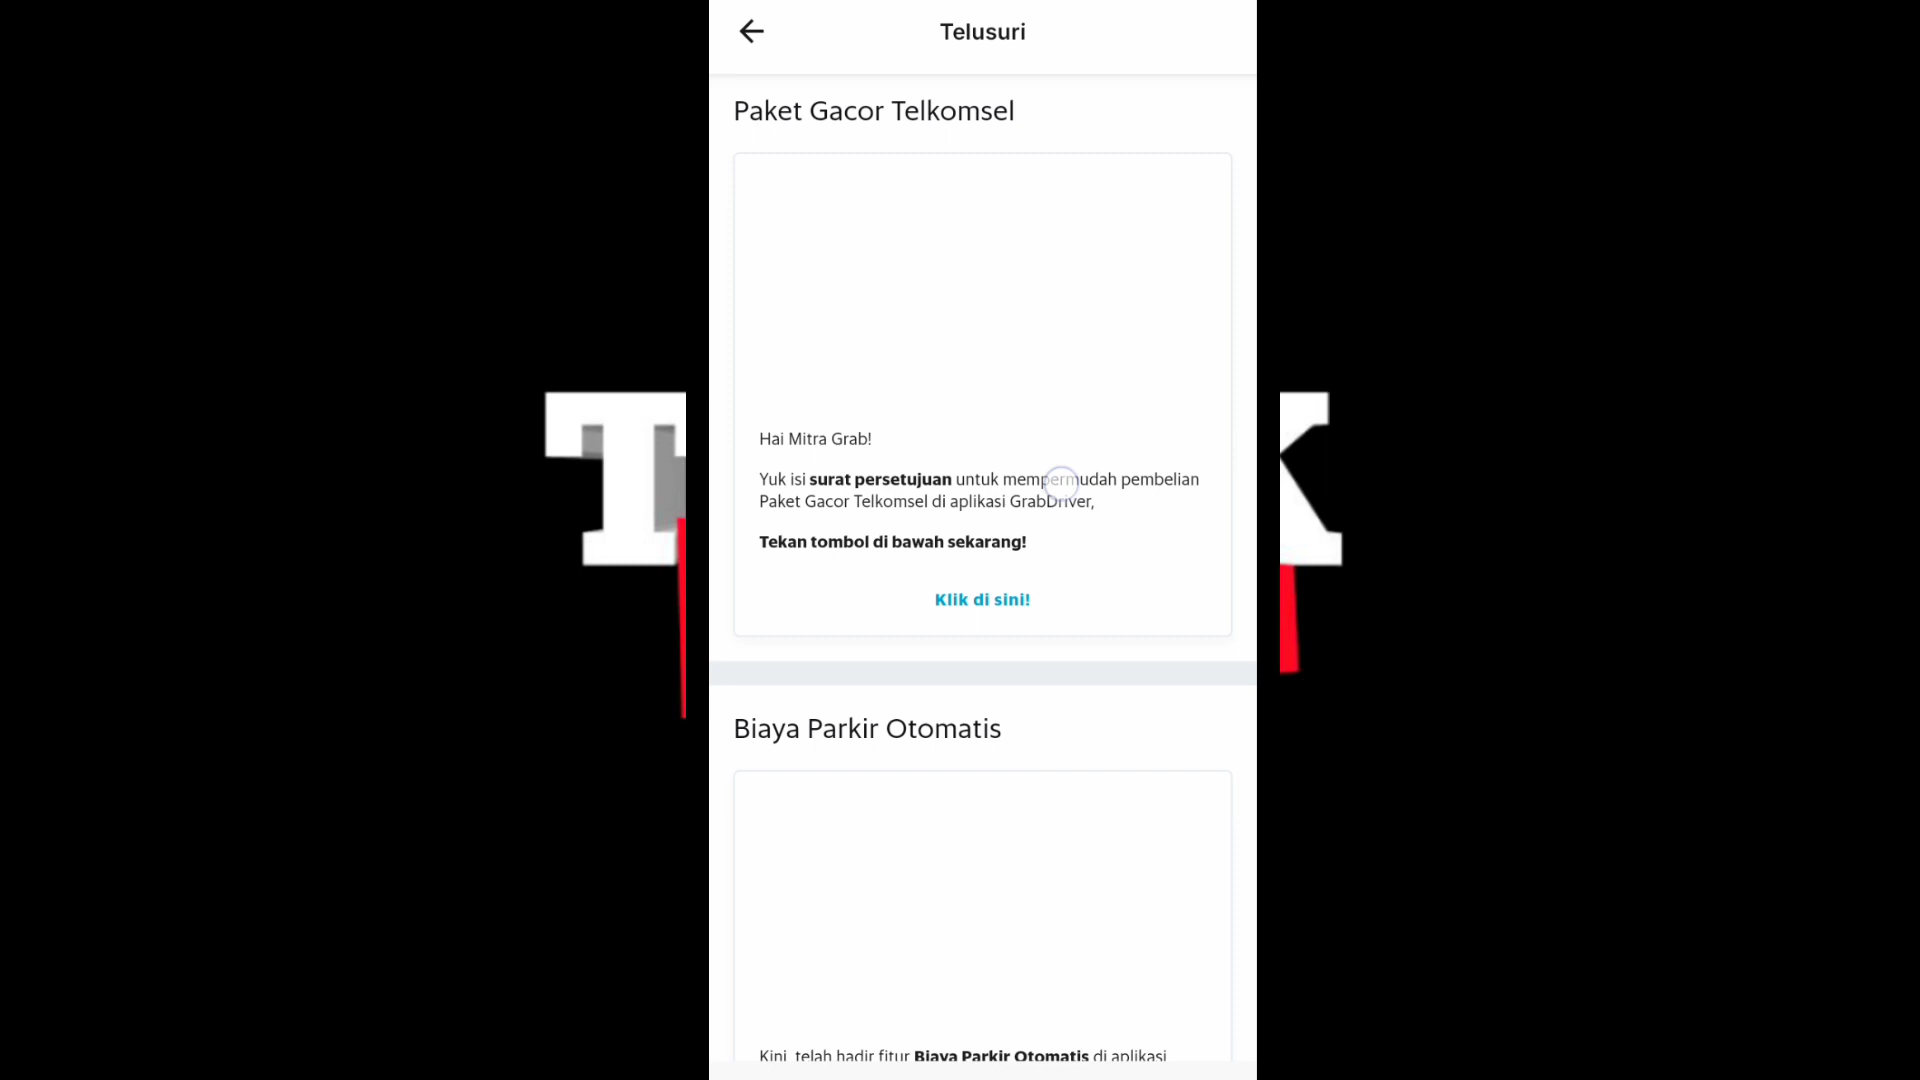 Telusuri
Paket Gacor Telkomsel
Hai Mitra Grab!
Yuk isi surat persetujuan untuk mempermudah pembelian
Paket Gacor Telkomsel di aplikasi GrabDriver,
Tekan tombol di bawah sekarang!
Klik di sini!
Biaya Parkir Otomatis
Kini, telah hadir fitur Biaya Parkir Otomatis di aplikasi
T
K